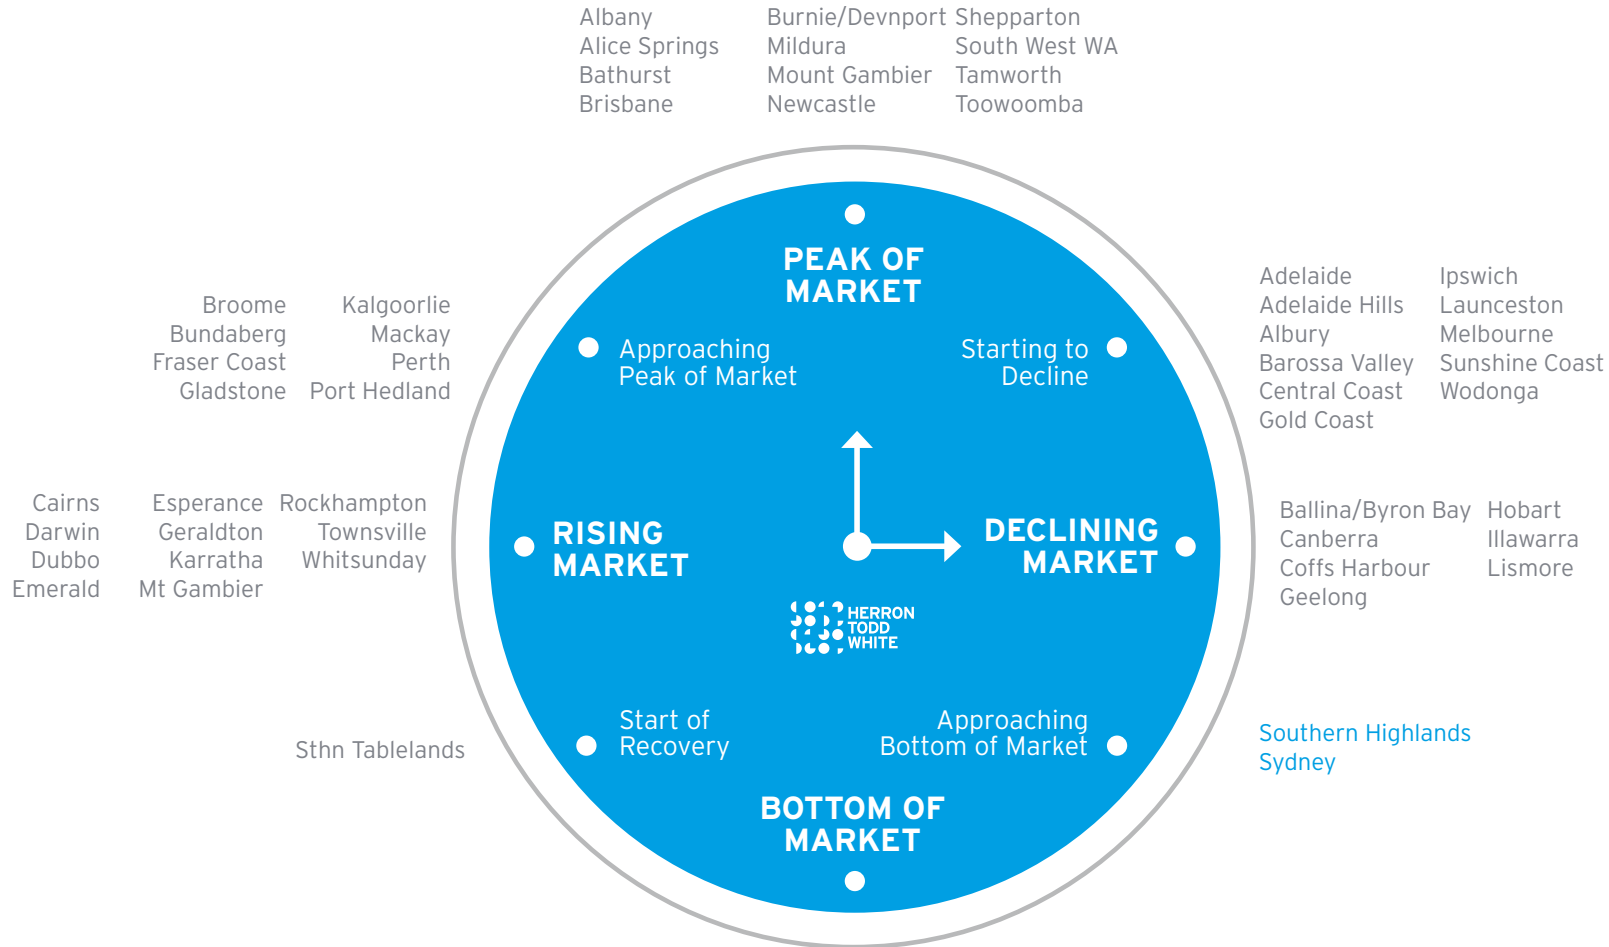 Albany Burnie/Devnport Shepparton
Alice Springs Mildura South West WA
Bathurst Mount Gambier Tamworth
Brisbane Newcastle Toowoomba
PEAK OF
MARKET
Broome Kalgoorlie
Bundaberg Mackay
Fraser Coast Perth
Gladstone Port Hedland
Approaching
Peak of Market
Starting to
Decline
Adelaide Ipswich
Adelaide Hills Launceston
Albury Melbourne
Barossa Valley Sunshine Coast
Central Coast Wodonga
Gold Coast
Cairns Esperance Rockhampton
Darwin Geraldton Townsville
Dubbo Karratha Whitsunday
Emerald Mt Gambier
RISING
MARKET
DECLINING
MARKET
Ballina/Byron Bay Hobart
Canberra Illawarra
Coffs Harbour Lismore
Geelong
HERRON
TODD
WHITE
Sthn Tablelands
Start of
Recovery
Approaching
Bottom of Market
Southern Highlands
Sydney
BOTTOM OF
MARKET